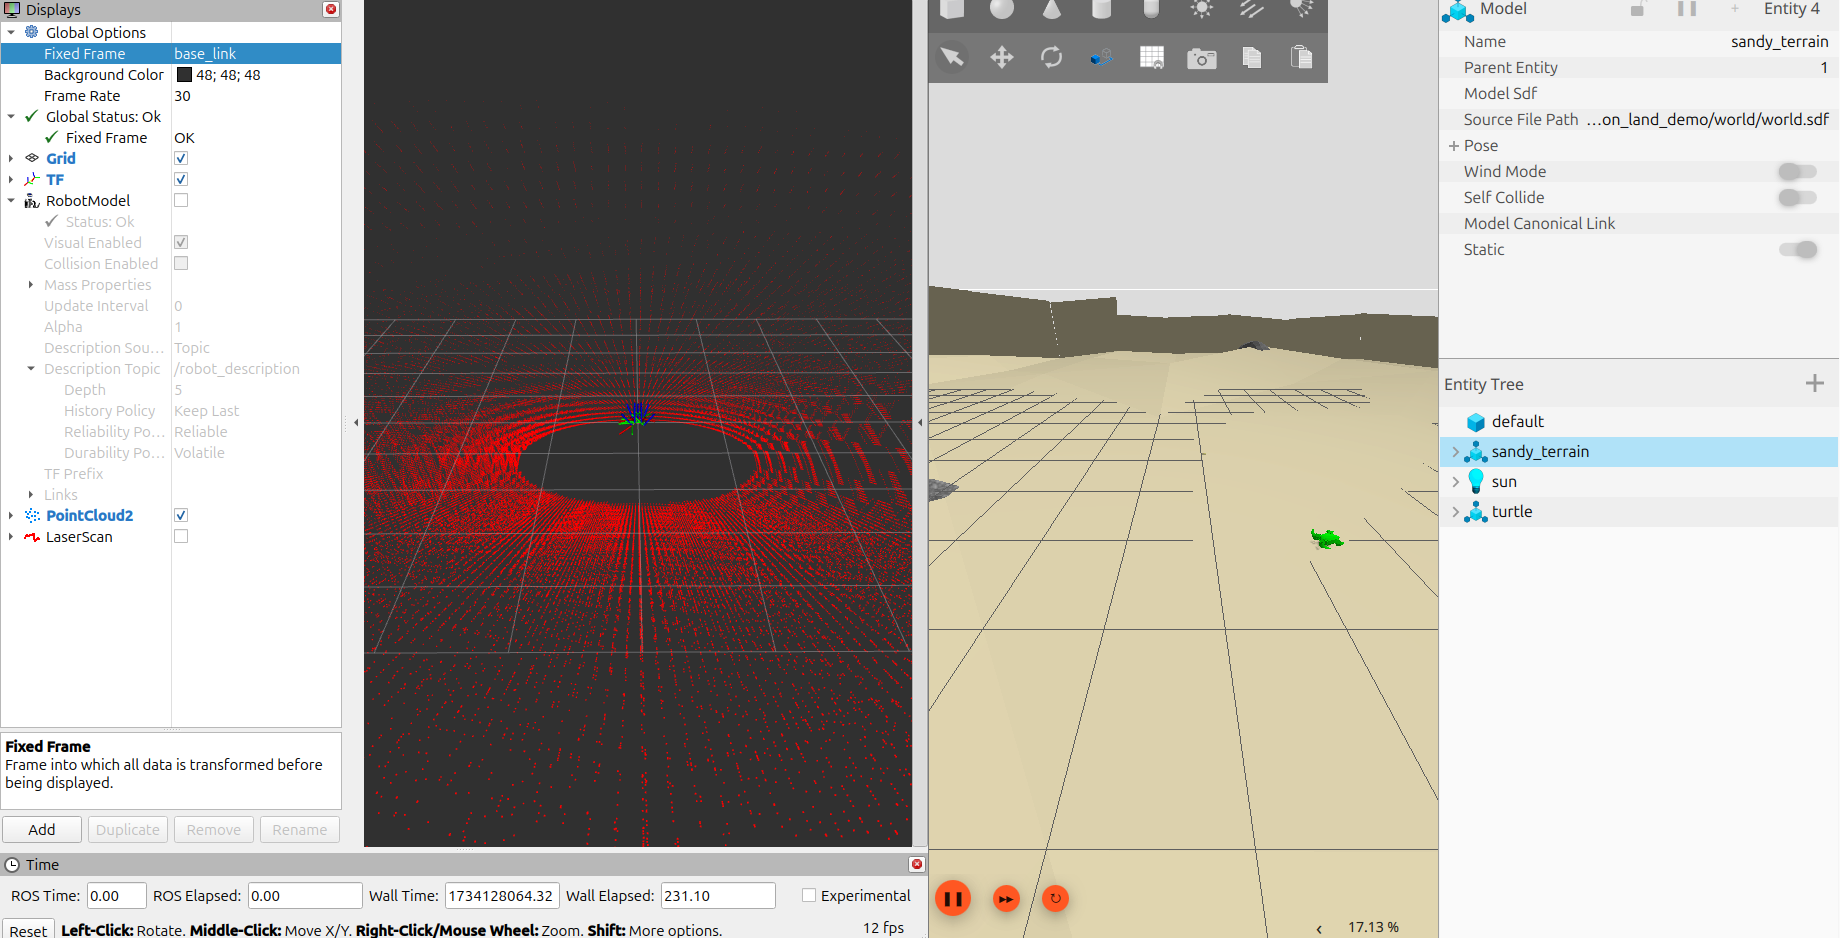 Displays
Global Options
Fixed Frame base_link
Background Color 48; 48; 48
Frame Rate 30
Global Status: Ok
Fixed Frame OK
Grid
TF
RobotModel
Status: Ok
Visual Enabled
Collision Enabled
Mass Properties
Update Interval 0
Alpha 1
Description Sou... Topic
Description Topic /robot_description
Depth 5
History Policy Keep Last
Reliability Po... Reliable
Durability Po... Volatile
TF Prefix
Links
PointCloud2
LaserScan
Fixed Frame
Frame into which all data is transformed before
being displayed.
Add Duplicate Remove Rename
Time
ROS Time: 0.00 ROS Elapsed: 0.00 Wall Time: 1734128064.32 Wall Elapsed: 231.10 Experimental
Reset Left-Click: Rotate. Middle-Click: Move X/Y. Right-Click/Mouse Wheel: Zoom. Shift: More options. 12 fps
17.13 %
Model Entity 4
Name sandy_terrain
Parent Entity 1
Model Sdf
Source File Path ...on_land_demo/world/world.sdf
Pose
Wind Mode
Self Collide
Model Canonical Link
Static
Entity Tree
default
sandy_terrain
sun
turtle